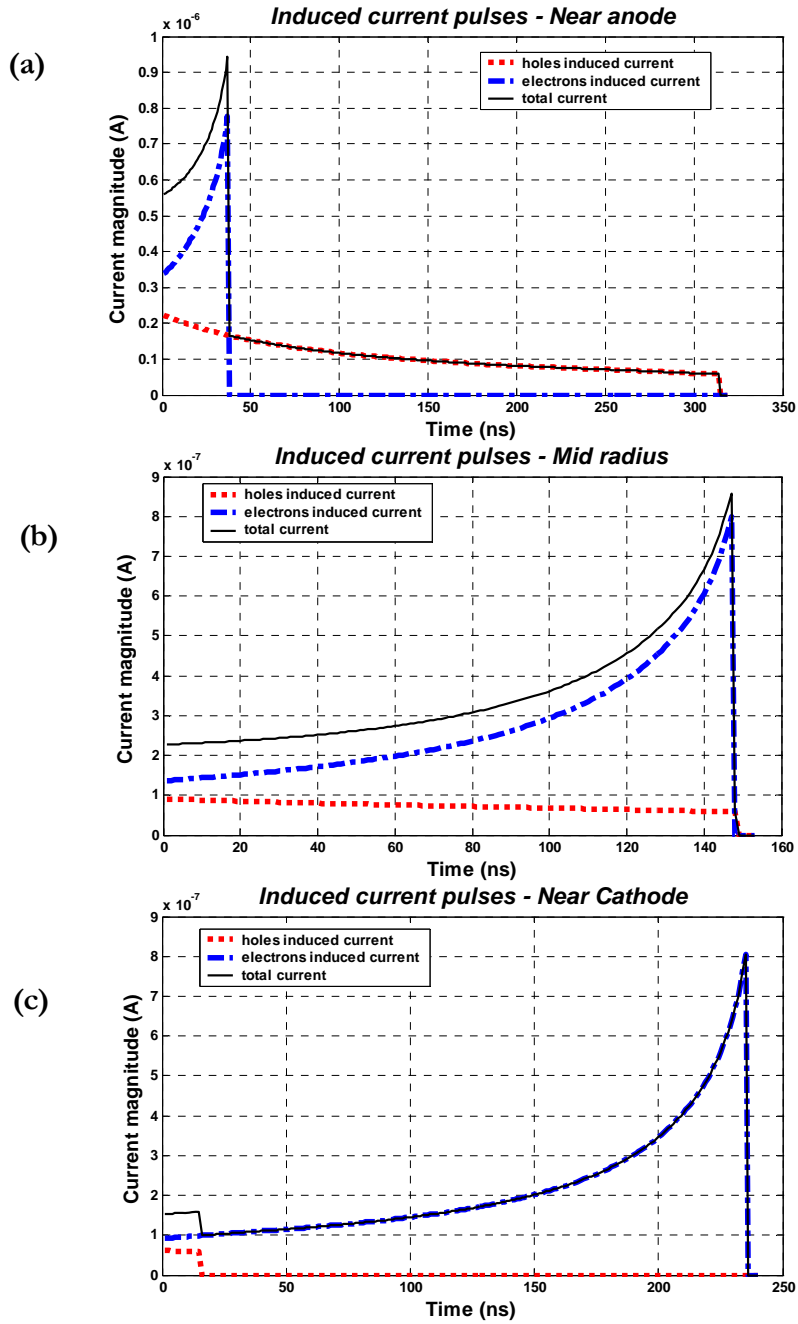 (a)
Induced current pulses - Near anode
x 10^-6
holes induced current
electrons induced current
total current
1
0.9
0.8
0.7
0.6
0.5
0.4
0.3
0.2
0.1
0
Current magnitude (A)
0 50 100 150 200 250 300 350
Time (ns)
(b)
Induced current pulses - Mid radius
x 10^-7
holes induced current
electrons induced current
total current
9
8
7
6
5
4
3
2
1
0
Current magnitude (A)
0 20 40 60 80 100 120 140 160
Time (ns)
(c)
Induced current pulses - Near Cathode
x 10^-7
holes induced current
electrons induced current
total current
9
8
7
6
5
4
3
2
1
0
Current magnitude (A)
0 50 100 150 200 250
Time (ns)